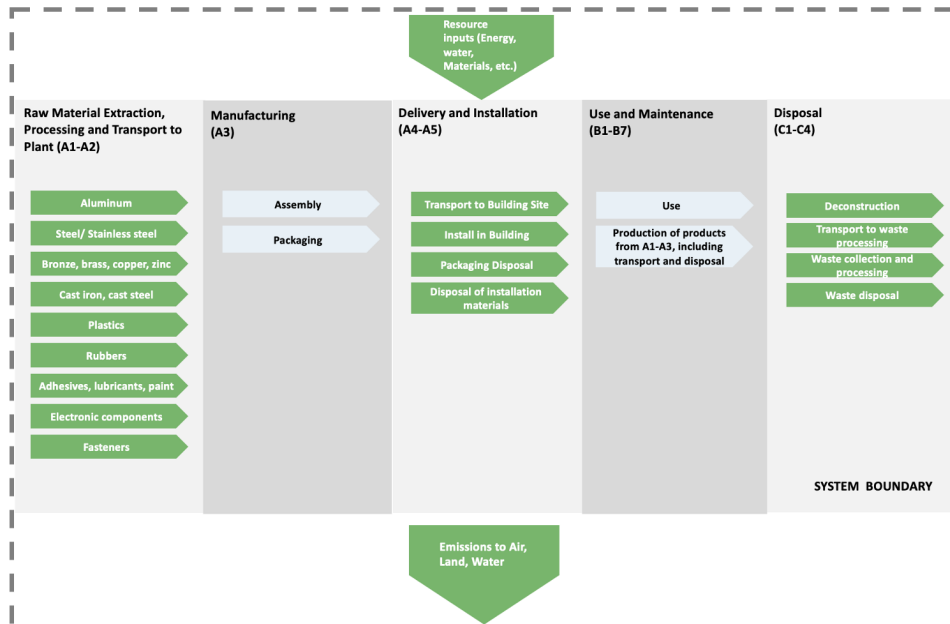 Resource
inputs (Energy,
water,
Materials, etc.)
Raw Material Extraction,
Processing and Transport to
Plant (A1-A2)
Aluminum
Steel/ Stainless steel
Bronze, brass, copper, zinc
Cast iron, cast steel
Plastics
Rubbers
Adhesives, lubricants, paint
Electronic components
Fasteners
Manufacturing
(A3)
Assembly
Packaging
Delivery and Installation
(A4-A5)
Transport to Building Site
Install in Building
Packaging Disposal
Disposal of installation
materials
Use and Maintenance
(B1-B7)
Use
Production of products
from A1-A3, including
transport and disposal
Disposal
(C1-C4)
Deconstruction
Transport to waste
processing
Waste collection and
processing
Waste disposal
SYSTEM BOUNDARY
Emissions to Air,
Land, Water